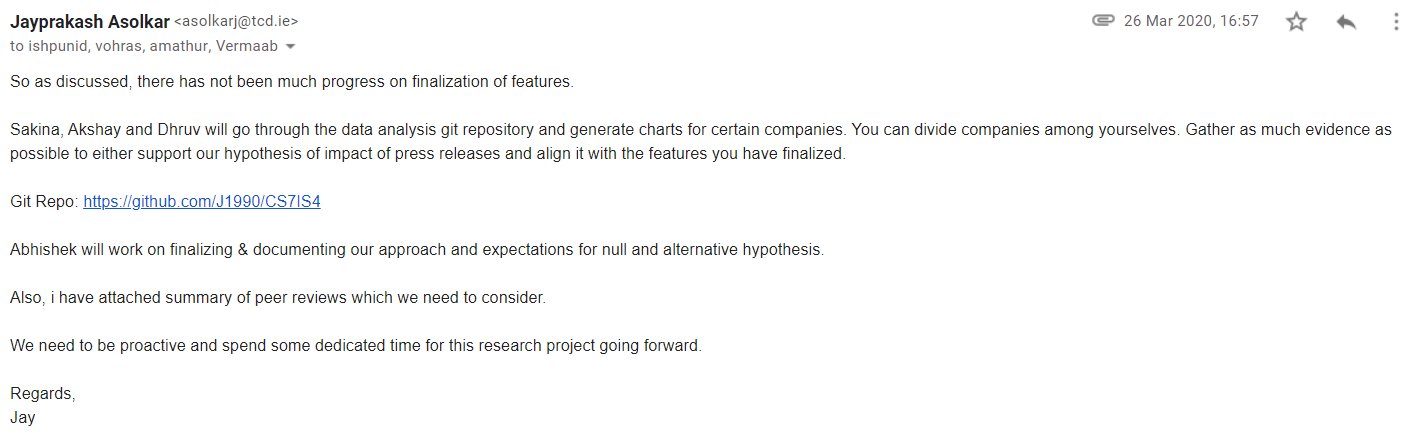 Jayprakash Asolkar <asolkarj@tcd.ie>
26 Mar 2020, 16:57
to ishpunid, vohras, amathur, Vermaab
So as discussed, there has not been much progress on finalization of features.
Sakina, Akshay and Dhruv will go through the data analysis git repository and generate charts for certain companies. You can divide companies among yourselves. Gather as much evidence as
possible to either support our hypothesis of impact of press releases and align it with the features you have finalized.
Git Repo: https://github.com/J1990/CS7IS4
Abhishek will work on finalizing & documenting our approach and expectations for null and alternative hypothesis.
Also, i have attached summary of peer reviews which we need to consider.
We need to be proactive and spend some dedicated time for this research project going forward.
Regards,
Jay